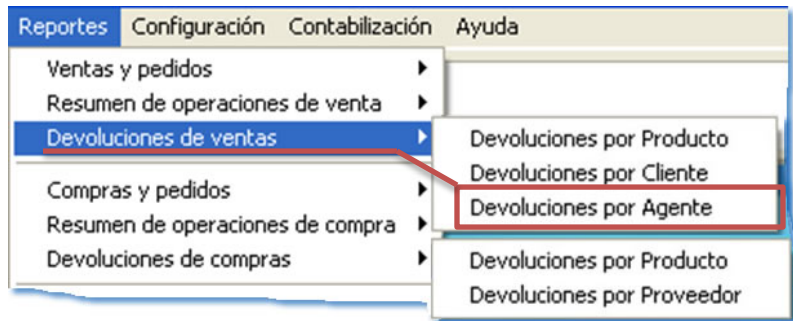 Reportes Configuración Contabilización Ayuda
Ventas y pedidos
Resumen de operaciones de venta
Devoluciones de ventas
Devoluciones por Producto
Devoluciones por Cliente
Devoluciones por Agente
Compras y pedidos
Resumen de operaciones de compra
Devoluciones de compras
Devoluciones por Producto
Devoluciones por Proveedor